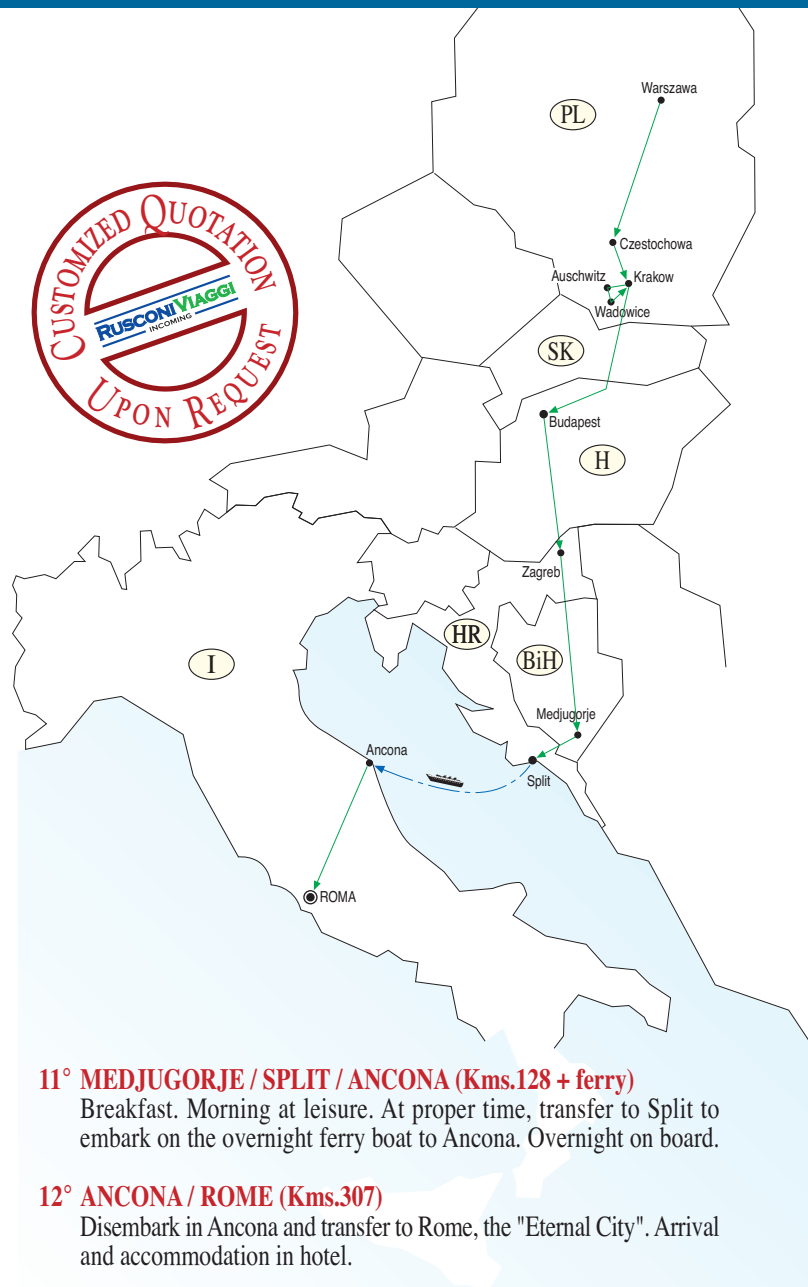 Warszawa
PL
Czestochowa
Auschwitz
Krakow
Wadowice
CUSTOMIZED QUOTATION
RUSCONIVIAGGI
INCOMING
UPON REQUEST
SK
Budapest
H
Zagreb
HR
BiH
I
Medjugorje
Ancona
Split
ROMA
11° MEDJUGORJE / SPLIT / ANCONA (Kms.128 + ferry)
Breakfast. Morning at leisure. At proper time, transfer to Split to
embark on the overnight ferry boat to Ancona. Overnight on board.
12° ANCONA / ROME (Kms.307)
Disembark in Ancona and transfer to Rome, the "Eternal City". Arrival
and accommodation in hotel.